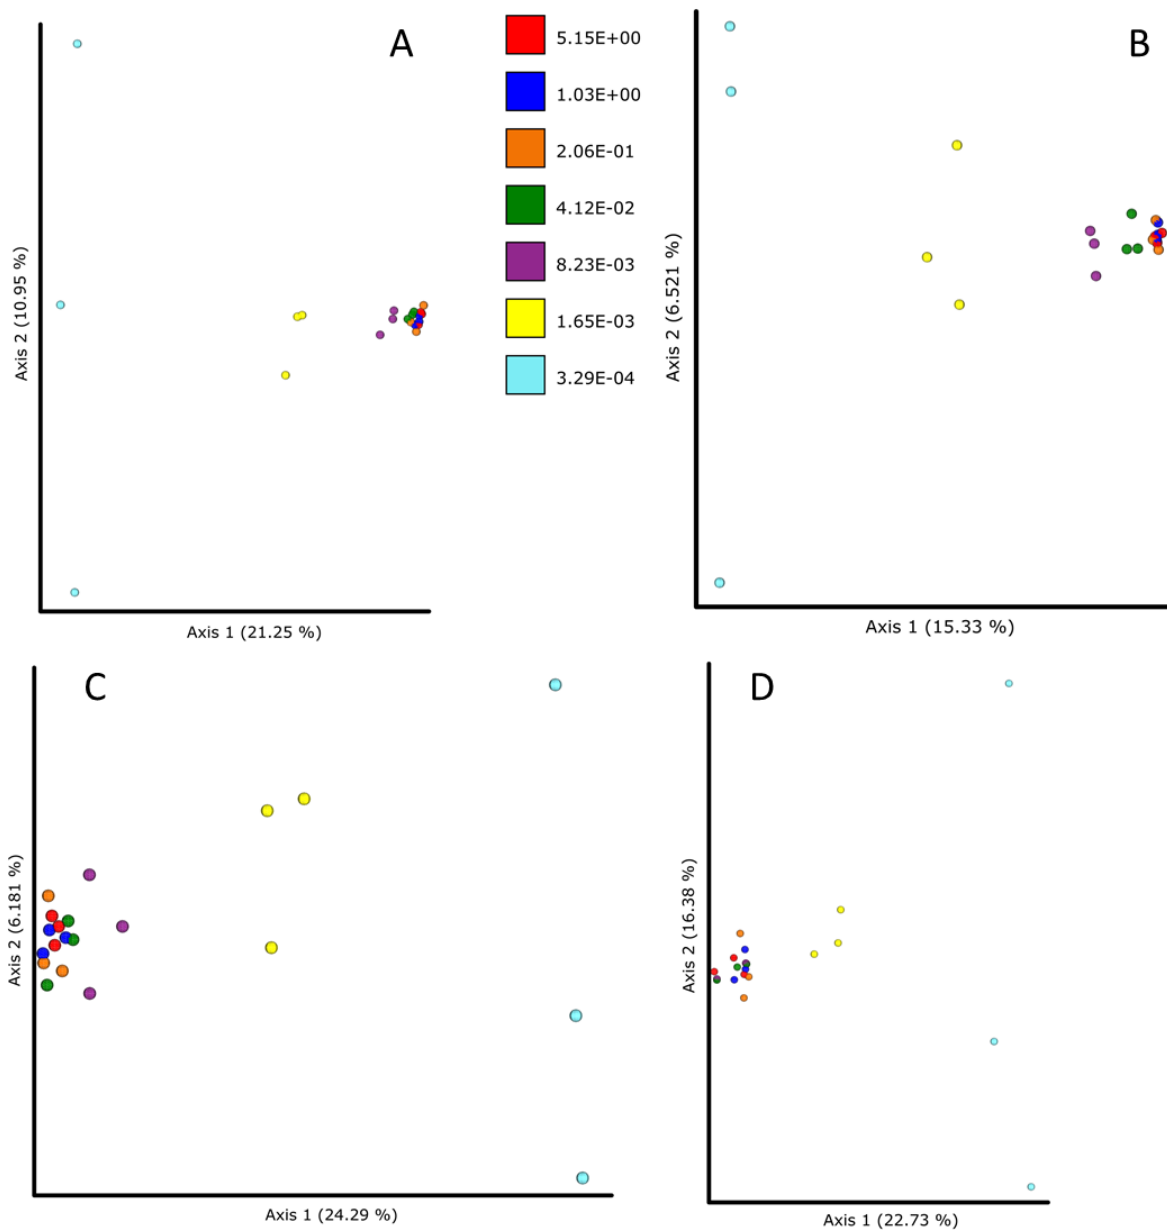 A
5.15E+00
1.03E+00
2.06E-01
4.12E-02
8.23E-03
1.65E-03
3.29E-04
Axis 2 (10.95 %)
Axis 1 (21.25 %)
B
Axis 2 (6.521 %)
Axis 1 (15.33 %)
C
Axis 2 (6.181 %)
Axis 1 (24.29 %)
D
Axis 2 (16.38 %)
Axis 1 (22.73 %)